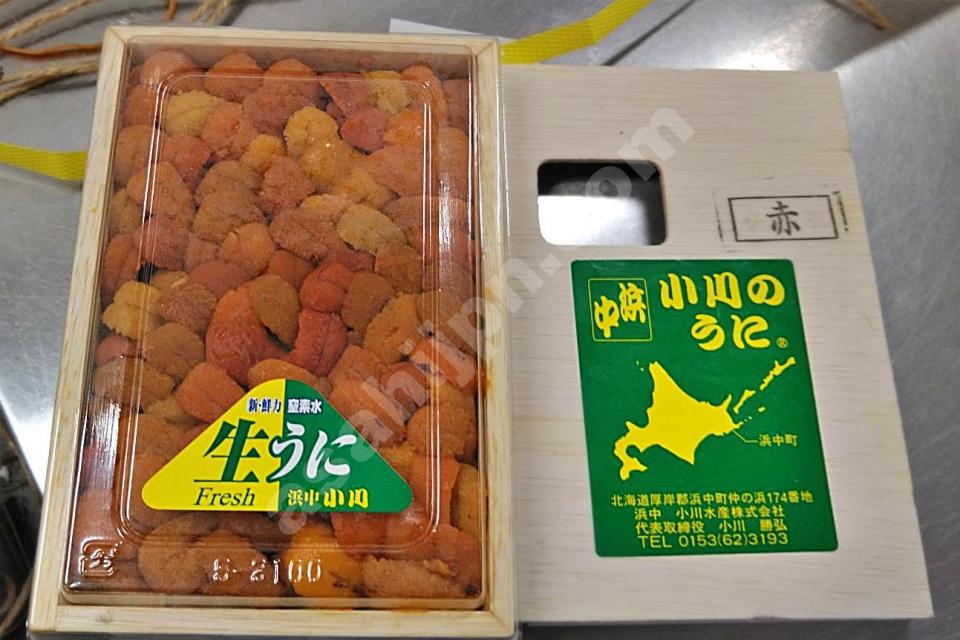 新・鮮力 窒素水
生うに
Fresh 浜中 小川
S-2100
赤
浜中 小川の
うに®
浜中町
北海道厚岸郡浜中町仲の浜174番地
浜中 小川水産株式会社
代表取締役 小川 勝弘
TEL 0153(62)3193
asahijpn.com